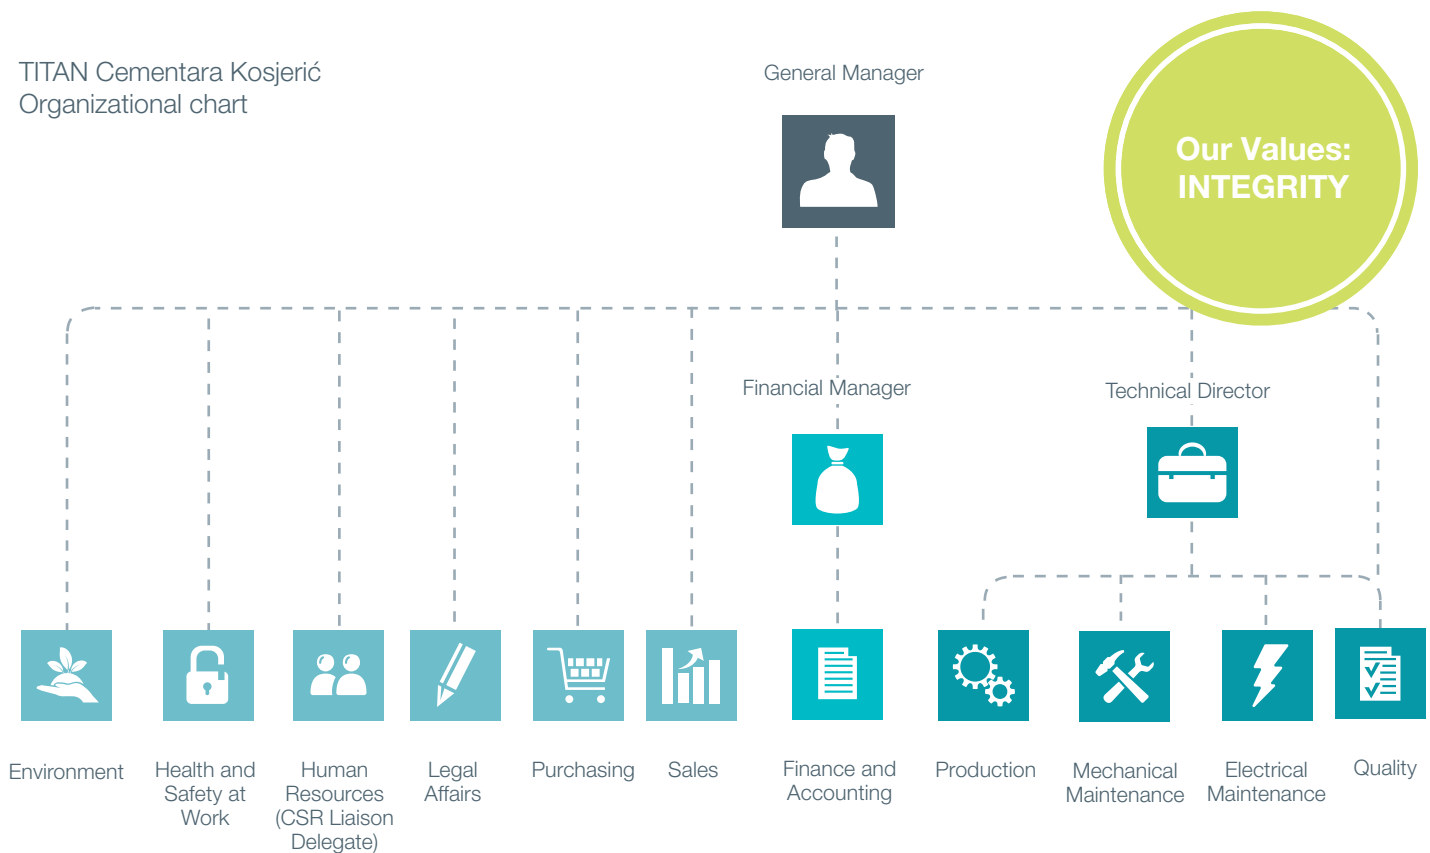 TITAN Cementara Kosjerić
Organizational chart
General Manager
Our Values:
INTEGRITY
Financial Manager
Technical Director
Environment
Health and
Safety at
Work
Human
Resources
(CSR Liaison
Delegate)
Legal
Affairs
Purchasing
Sales
Finance and
Accounting
Production
Mechanical
Maintenance
Electrical
Maintenance
Quality